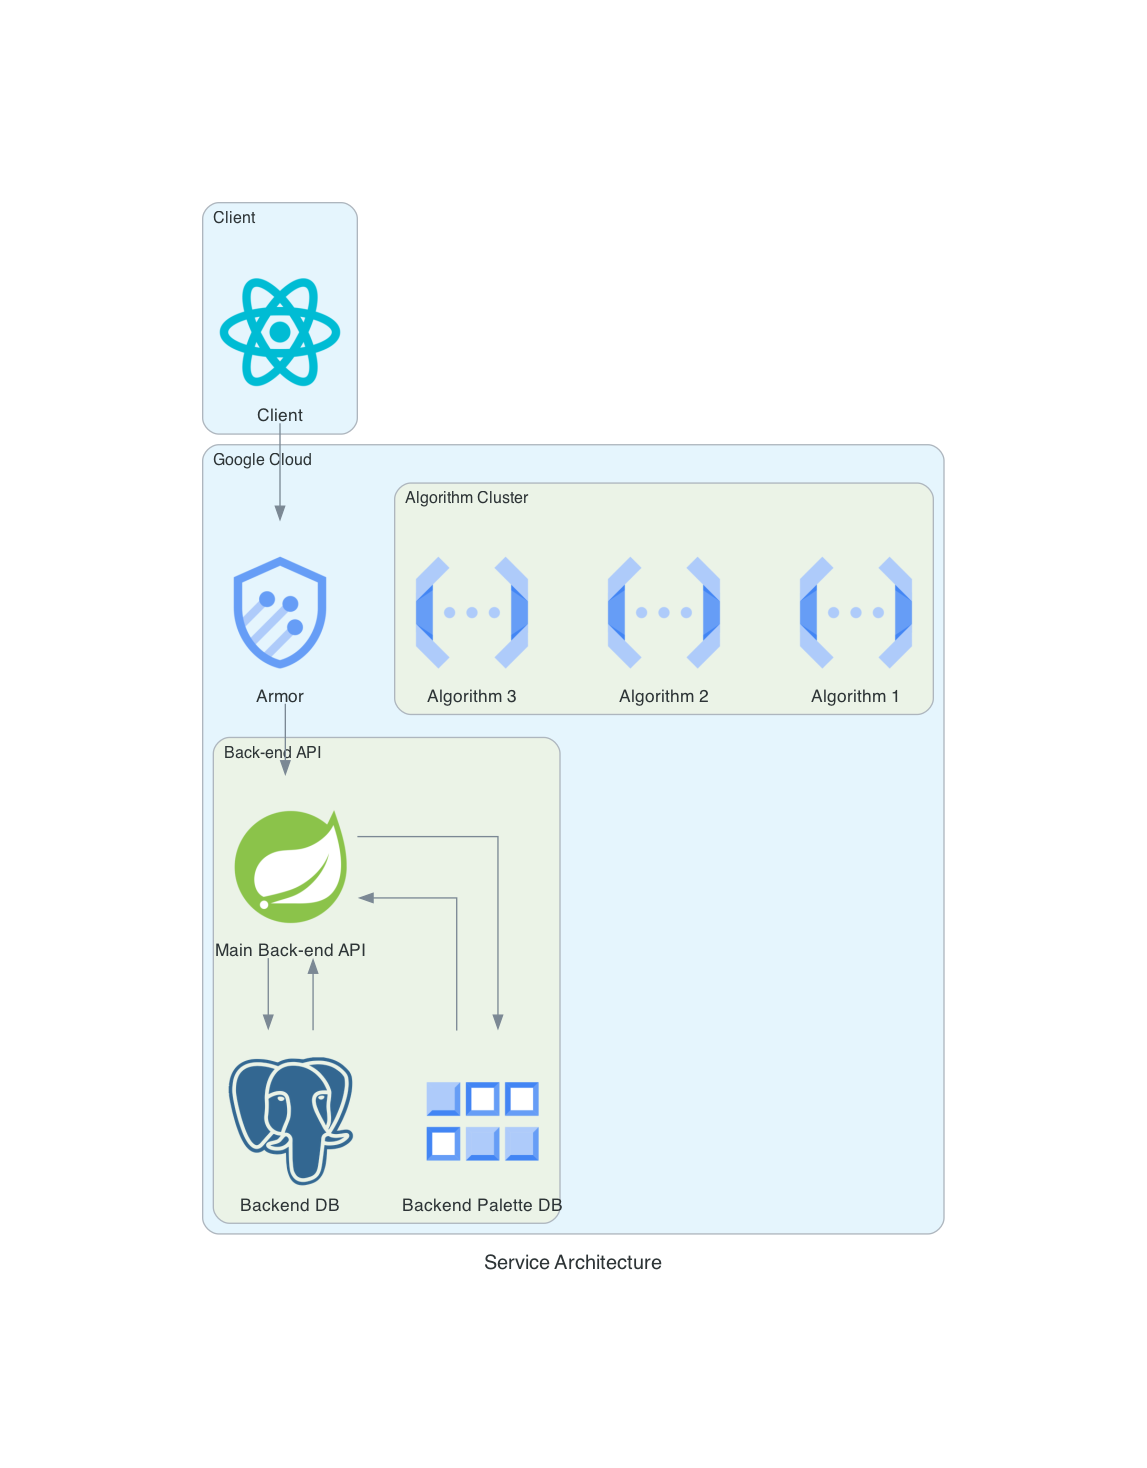 Client
Client
Google Cloud
Algorithm Cluster
Armor
Algorithm 3
Algorithm 2
Algorithm 1
Back-end API
Main Back-end API
Backend DB
Backend Palette DB
Service Architecture